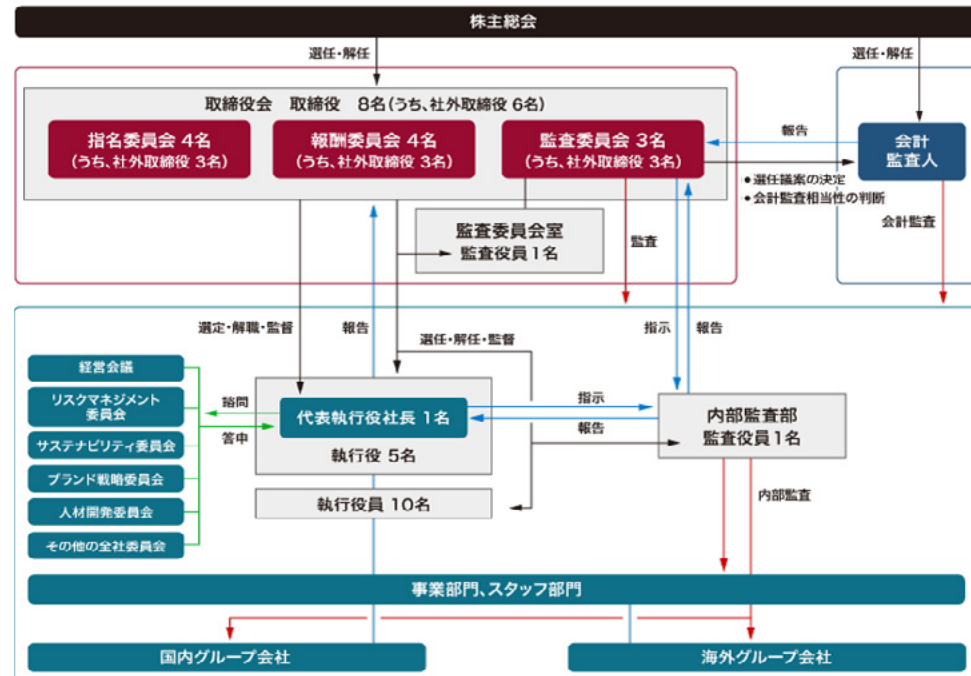 株主総会
選任・解任
選任・解任
取締役会 取締役 8名(うち、社外取締役 6名)
指名委員会 4名
(うち、社外取締役 3名)
報酬委員会 4名
(うち、社外取締役 3名)
監査委員会 3名
(うち、社外取締役 3名)
報告
会計
監査人
●選任議案の決定
●会計監査相当性の判断
監査委員会室
監査役員 1名
監査
会計監査
選定・解職・監督
報告
選任・解任・監督
指示
報告
経営会議
リスクマネジメント
委員会
サステナビリティ委員会
ブランド戦略委員会
人材開発委員会
その他の全社委員会
諮問
答申
代表執行役社長 1名
執行役 5名
執行役員 10名
指示
報告
内部監査部
監査役員 1名
内部監査
事業部門、スタッフ部門
国内グループ会社
海外グループ会社